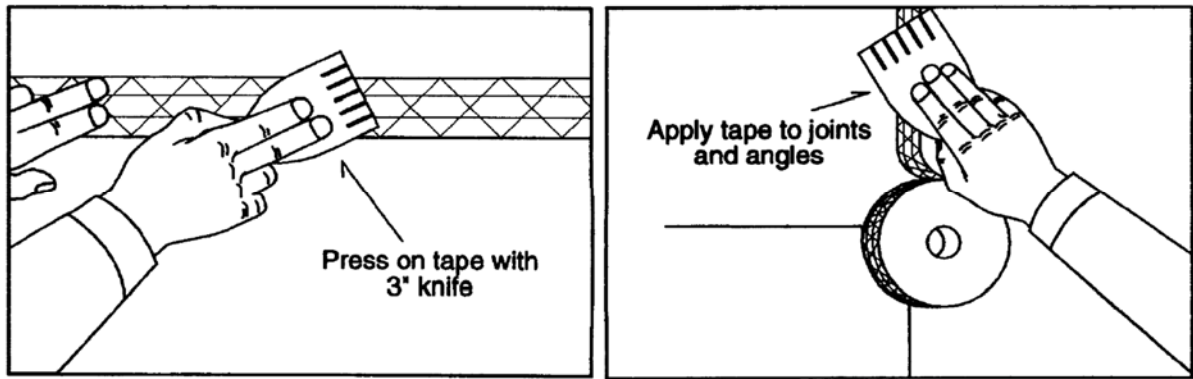 Press on tape with
3" knife
Apply tape to joints
and angles